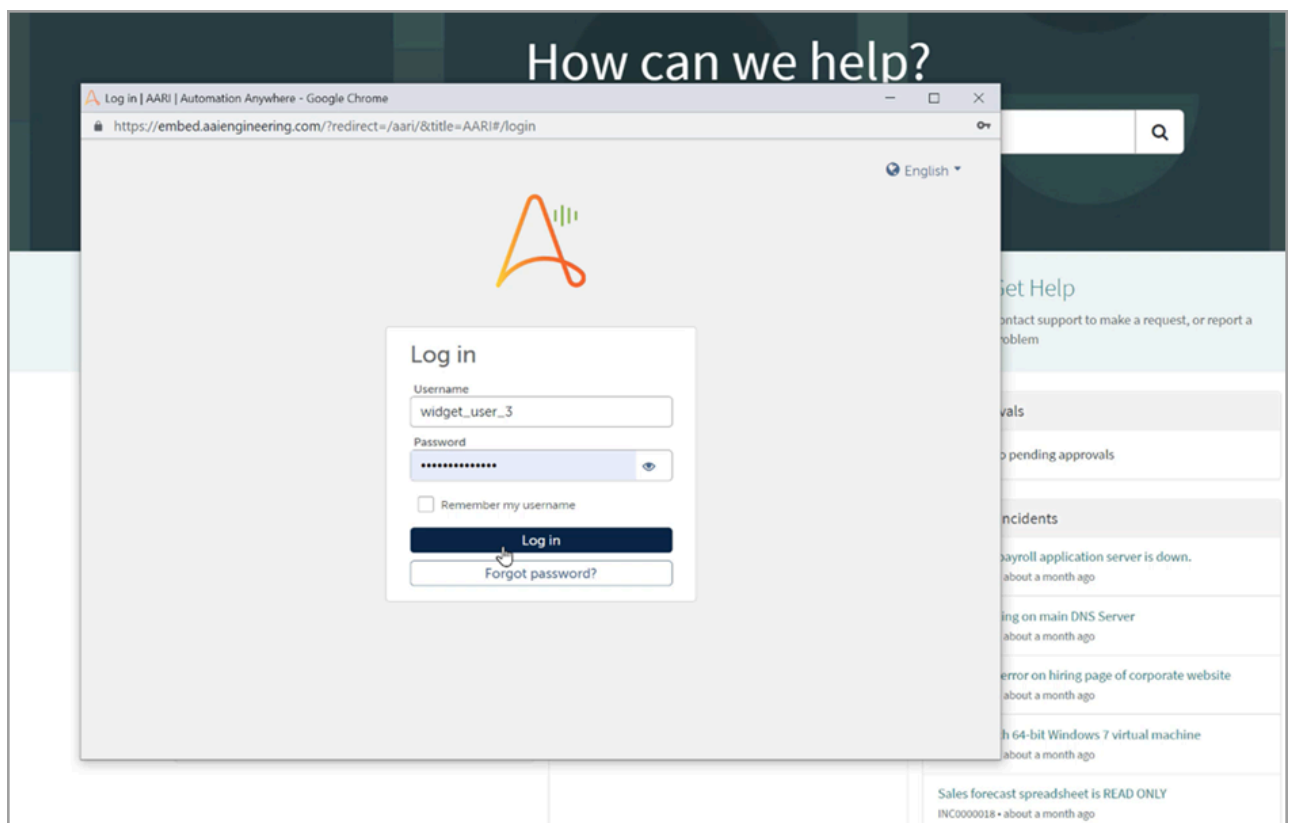 How can we help?
Log in | AARI | Automation Anywhere - Google Chrome
https://embed.aaiengineering.com/?redirect=/aari/&title=AARI#/login
English
Log in
Username
widget_user_3
Password
Remember my username
Log in
Forgot password?
Get Help
contact support to make a request, or report a
problem
vals
pending approvals
ncidents
payroll application server is down.
about a month ago
ing on main DNS Server
about a month ago
error on hiring page of corporate website
about a month ago
h 64-bit Windows 7 virtual machine
about a month ago
Sales forecast spreadsheet is READ ONLY
INC0000018 • about a month ago